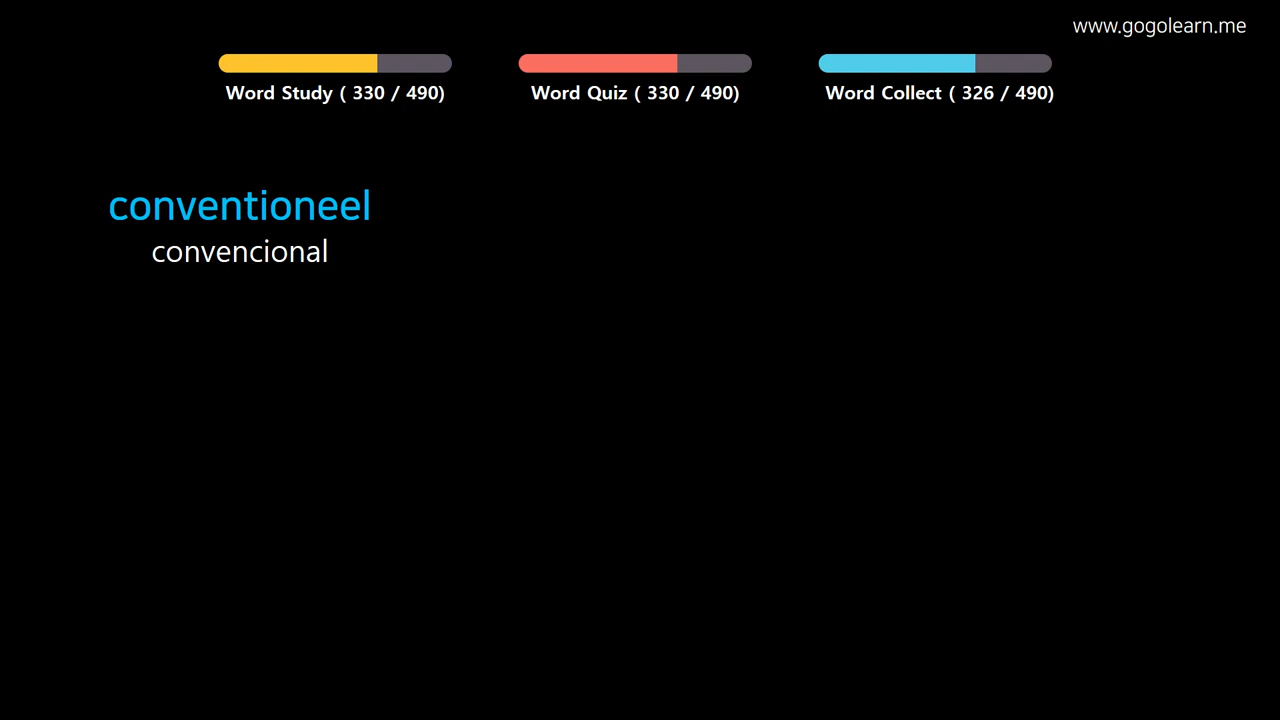 www.gogolearn.me
Word Study ( 330 / 490)
Word Quiz ( 330 / 490)
Word Collect ( 326 / 490)
conventioneel
convencional